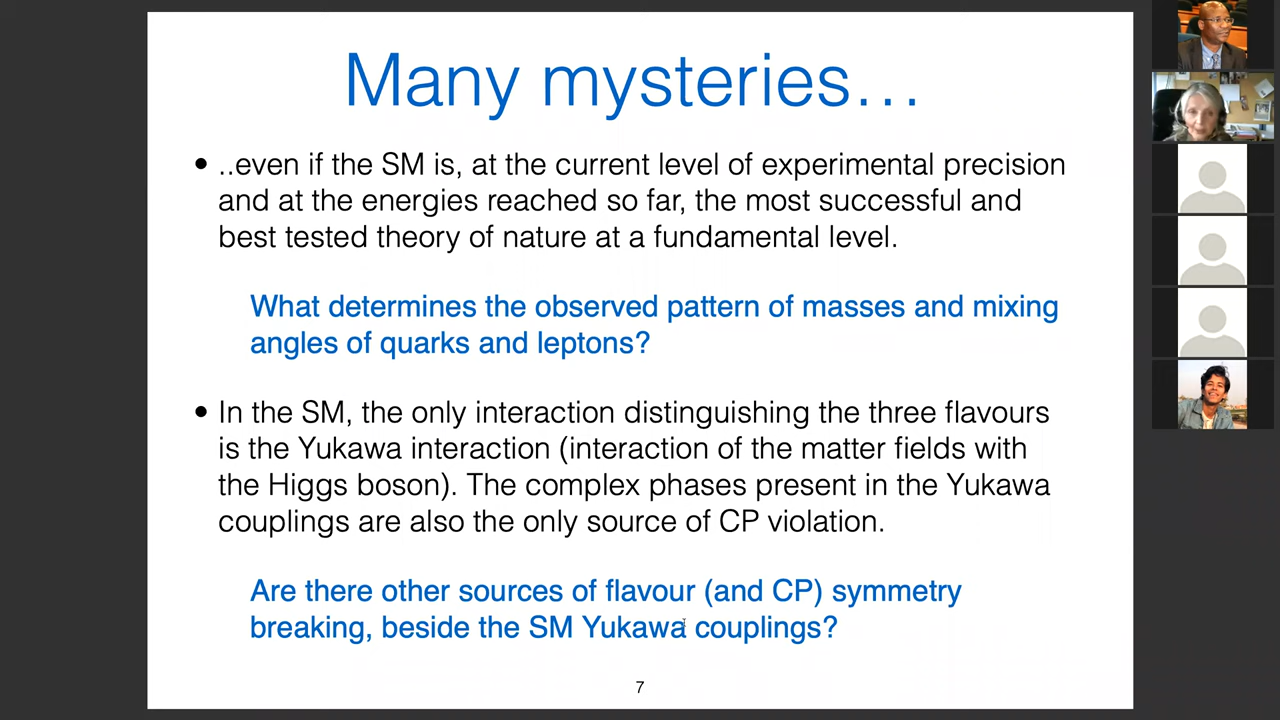 Many mysteries…
• ..even if the SM is, at the current level of experimental precision
and at the energies reached so far, the most successful and
best tested theory of nature at a fundamental level.
What determines the observed pattern of masses and mixing
angles of quarks and leptons?
• In the SM, the only interaction distinguishing the three flavours
is the Yukawa interaction (interaction of the matter fields with
the Higgs boson). The complex phases present in the Yukawa
couplings are also the only source of CP violation.
Are there other sources of flavour (and CP) symmetry
breaking, beside the SM Yukawa couplings?
7